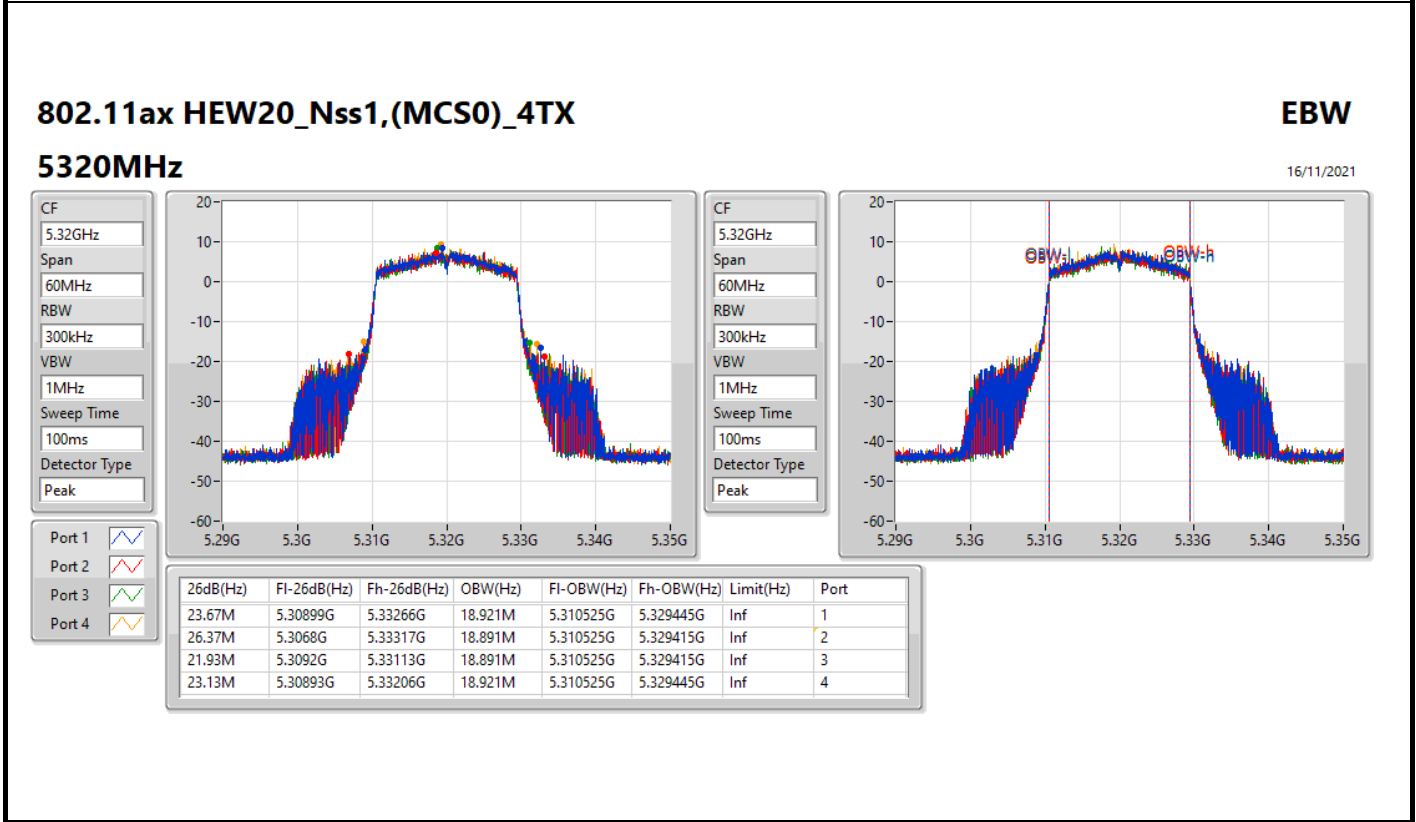 802.11ax HEW20_Nss1,(MCS0)_4TX
EBW
5320MHz
16/11/2021
CF
5.32GHz
Span
60MHz
RBW
300kHz
VBW
1MHz
Sweep Time
100ms
Detector Type
Peak
20
10
0
-10
-20
-30
-40
-50
-60
5.29G 5.3G 5.31G 5.32G 5.33G 5.34G 5.35G
CF
5.32GHz
Span
60MHz
RBW
300kHz
VBW
1MHz
Sweep Time
100ms
Detector Type
Peak
20
10
0
-10
-20
-30
-40
-50
-60
OBW-l OBW-h
5.29G 5.3G 5.31G 5.32G 5.33G 5.34G 5.35G
Port 1
Port 2
Port 3
Port 4
26dB(Hz) Fl-26dB(Hz) Fh-26dB(Hz) OBW(Hz) Fl-OBW(Hz) Fh-OBW(Hz) Limit(Hz) Port
23.67M 5.30899G 5.33266G 18.921M 5.310525G 5.329445G Inf 1
26.37M 5.3068G 5.33317G 18.891M 5.310525G 5.329415G Inf 2
21.93M 5.3092G 5.33113G 18.891M 5.310525G 5.329415G Inf 3
23.13M 5.30893G 5.33206G 18.921M 5.310525G 5.329445G Inf 4